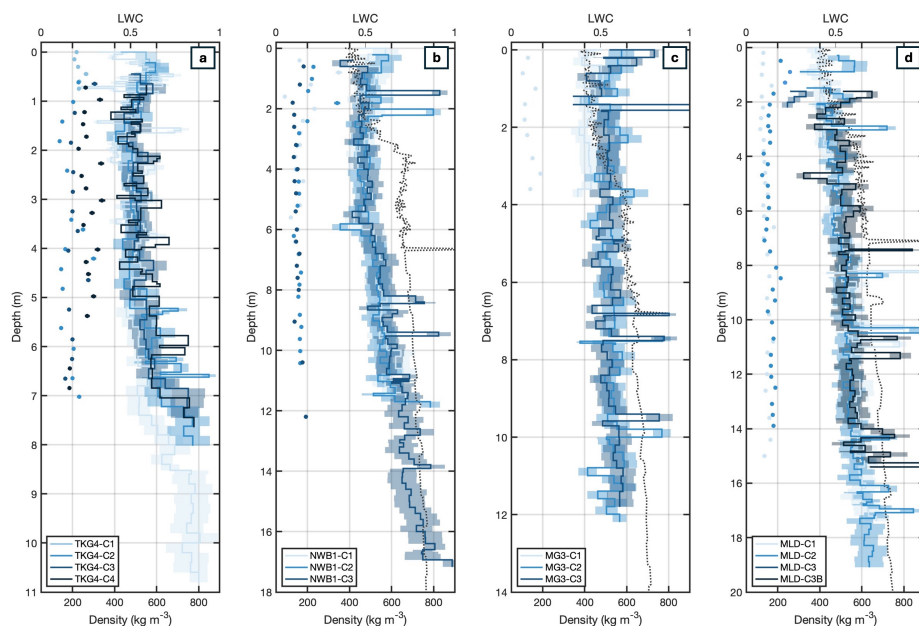 LWC
0 0.5 1
a
0
1
2
3
4
5
6
7
8
9
10
11
Depth (m)
TKG4-C1
TKG4-C2
TKG4-C3
TKG4-C4
200 400 600 800
Density (kg m⁻³)
LWC
0 0.5 1
b
0
2
4
6
8
10
12
14
16
18
Depth (m)
NWB1-C1
NWB1-C2
NWB1-C3
200 400 600 800
Density (kg m⁻³)
LWC
0 0.5 1
c
0
2
4
6
8
10
12
14
Depth (m)
MG3-C1
MG3-C2
MG3-C3
200 400 600 800
Density (kg m⁻³)
LWC
0 0.5
d
0
2
4
6
8
10
12
14
16
18
20
Depth (m)
MLD-C1
MLD-C2
MLD-C3
MLD-C3B
200 400 600 800
Density (kg m⁻³)